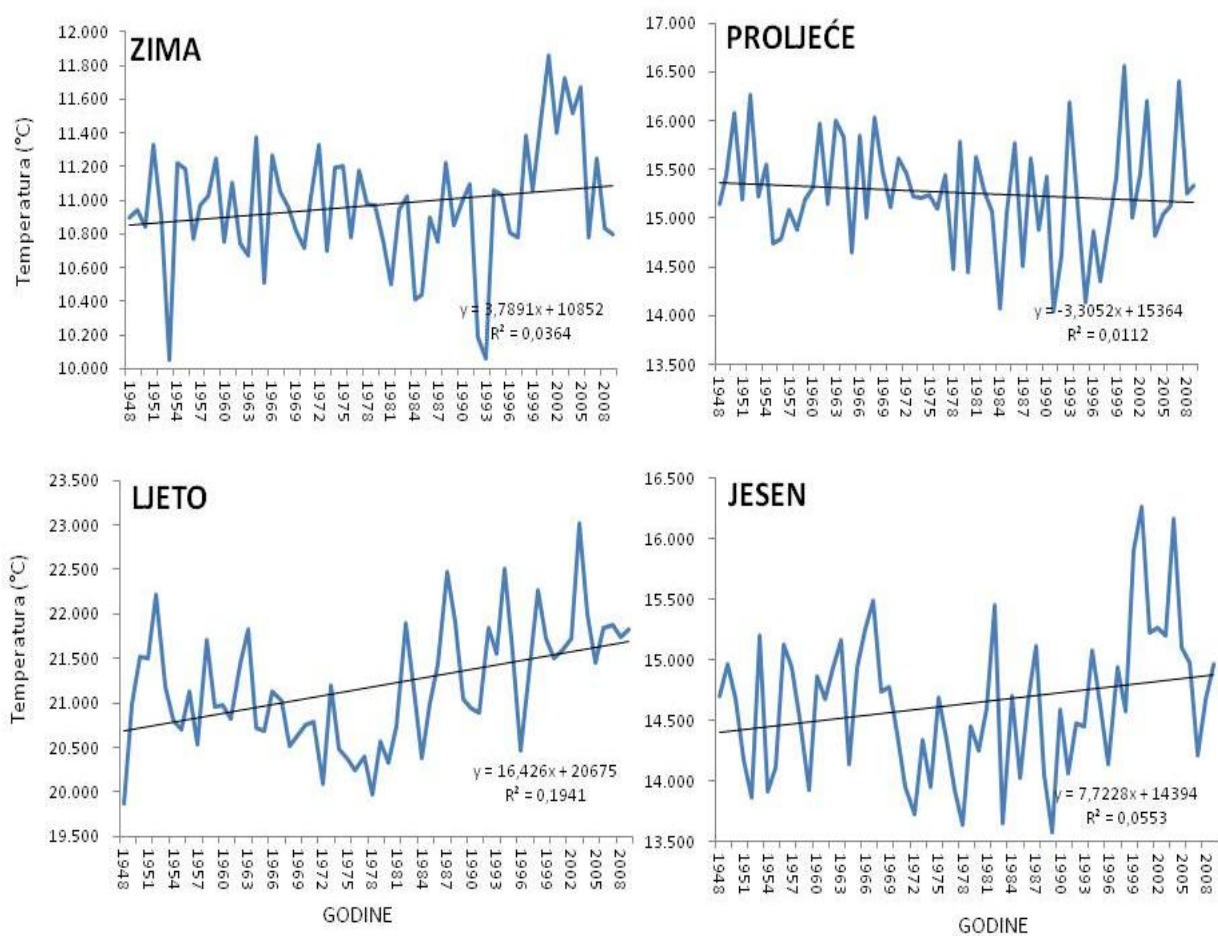 ZIMA
Temperatura (°C)
12.000
11.800
11.600
11.400
11.200
11.000
10.800
10.600
10.400
10.200
10.000
y = 3,7891x + 10852
R² = 0,0364
1948 1951 1954 1957 1960 1963 1966 1969 1972 1975 1978 1981 1984 1987 1990 1993 1996 1999 2002 2005 2008
PROLJEĆE
17.000
16.500
16.000
15.500
15.000
14.500
14.000
13.500
y = -3,3052x + 15364
R² = 0,0112
1948 1951 1954 1957 1960 1963 1966 1969 1972 1975 1978 1981 1984 1987 1990 1993 1996 1999 2002 2005 2008
LJETO
Temperatura (°C)
23.500
23.000
22.500
22.000
21.500
21.000
20.500
20.000
19.500
y = 16,426x + 20675
R² = 0,1941
1948 1951 1954 1957 1960 1963 1966 1969 1972 1975 1978 1981 1984 1987 1990 1993 1996 1999 2002 2005 2008
GODINE
JESEN
16.500
16.000
15.500
15.000
14.500
14.000
13.500
y = 7,7228x + 14394
R² = 0,0553
1948 1951 1954 1957 1960 1963 1966 1969 1972 1975 1978 1981 1984 1987 1990 1993 1996 1999 2002 2005 2008
GODINE